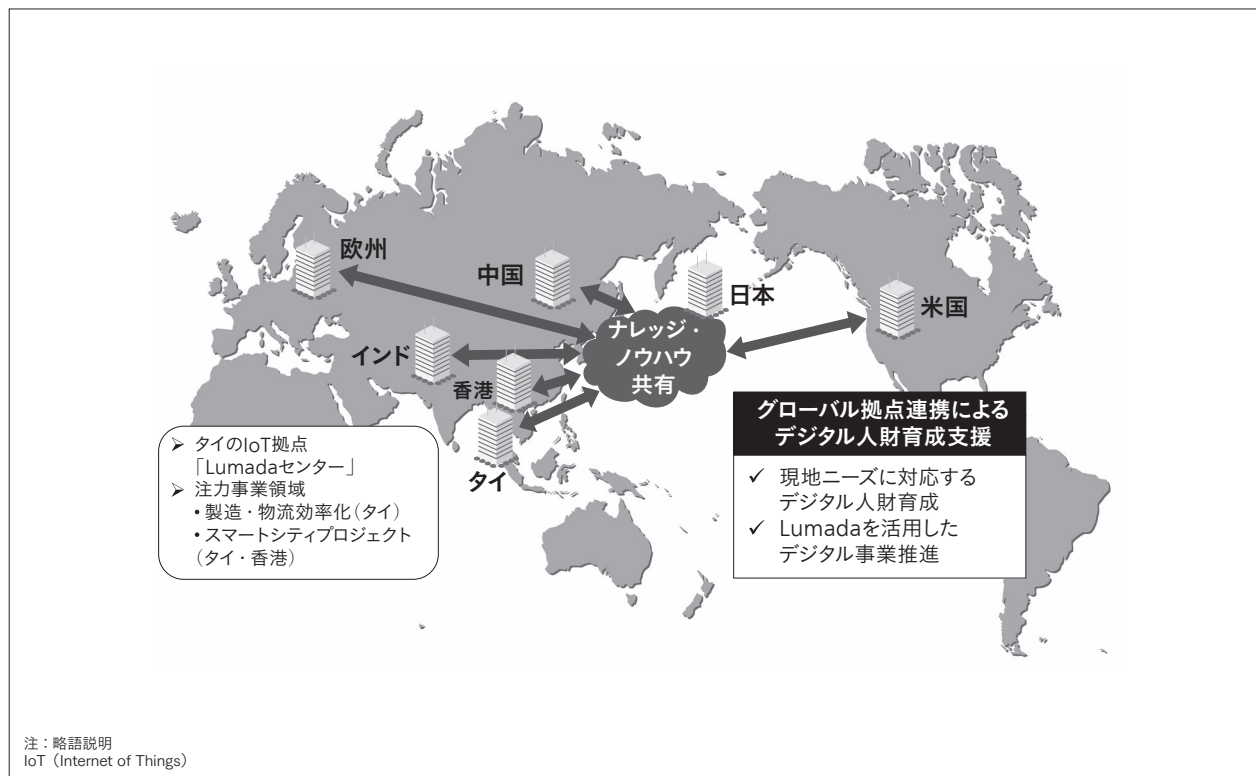 欧州
中国
日本
米国
インド
香港
タイ
ナレッジ・
ノウハウ
共有
➢ タイのIoT拠点
「Lumadaセンター」
➢ 注力事業領域
• 製造・物流効率化(タイ)
• スマートシティプロジェクト
(タイ・香港)
グローバル拠点連携による
デジタル人財育成支援
✓ 現地ニーズに対応する
デジタル人財育成
✓ Lumadaを活用した
デジタル事業推進
注:略語説明
IoT(Internet of Things)